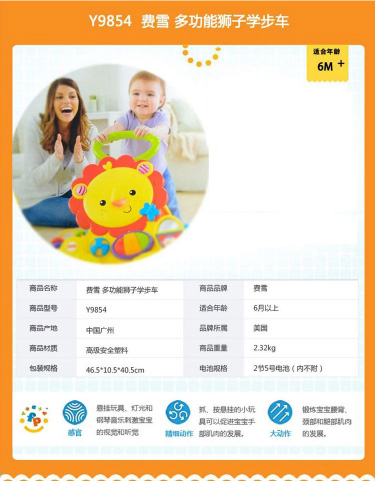 Y9854 费雪 多功能狮子学步车
适合年龄
6M +
商品名称 费雪 多功能狮子学步车 商品品牌 费雪
商品型号 Y9854 适合年龄 6月以上
商品产地 中国广州 品牌所属 美国
商品材质 高级安全塑料 商品重量 2.32kg
包装规格 46.5*10.5*40.5cm 电池规格 2节5号电池（内不附）
悬挂玩具、灯光和
钢琴音乐刺激宝宝
的视觉和听觉
感官
抓、按悬挂的小玩
具可以促进宝宝手
部肌肉的发展。
精细动作
锻炼宝宝腰背、
颈部和腿部肌肉
的发展。
大动作